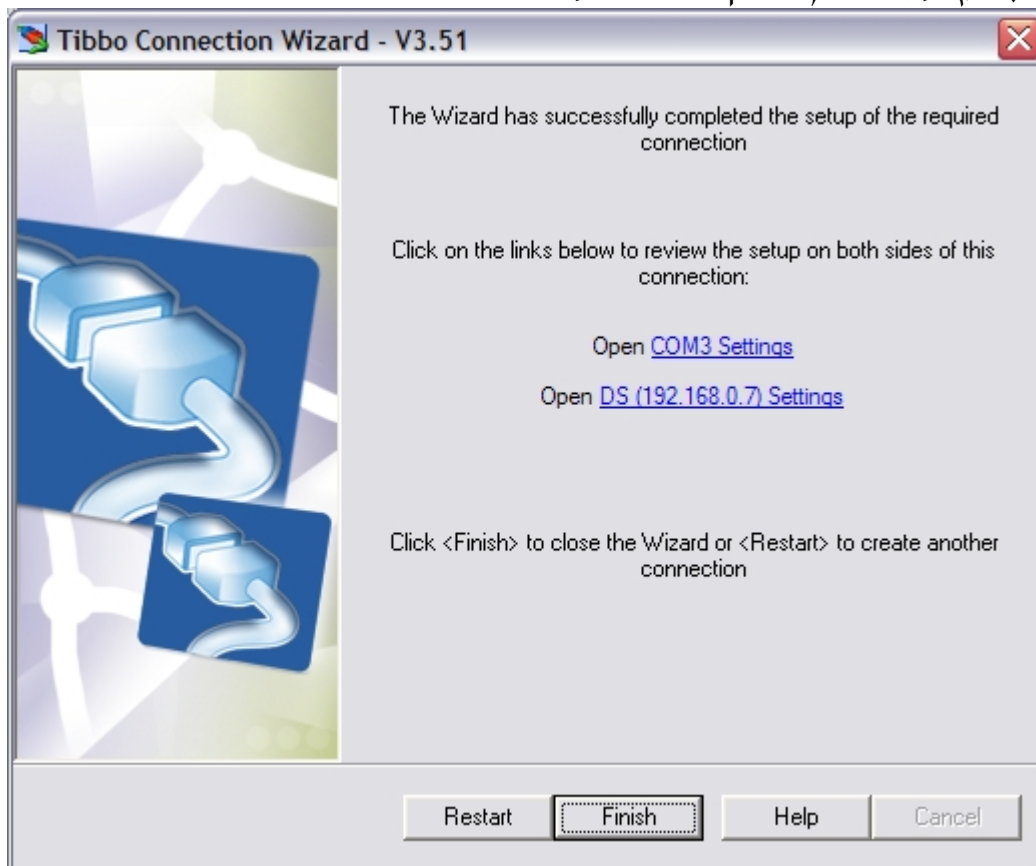 Tibbo Connection Wizard - V3.51
The Wizard has successfully completed the setup of the required
connection
Click on the links below to review the setup on both sides of this
connection:
Open COM3 Settings
Open DS (192.168.0.7) Settings
Click <Finish> to close the Wizard or <Restart> to create another
connection
Restart
Finish
Help
Cancel